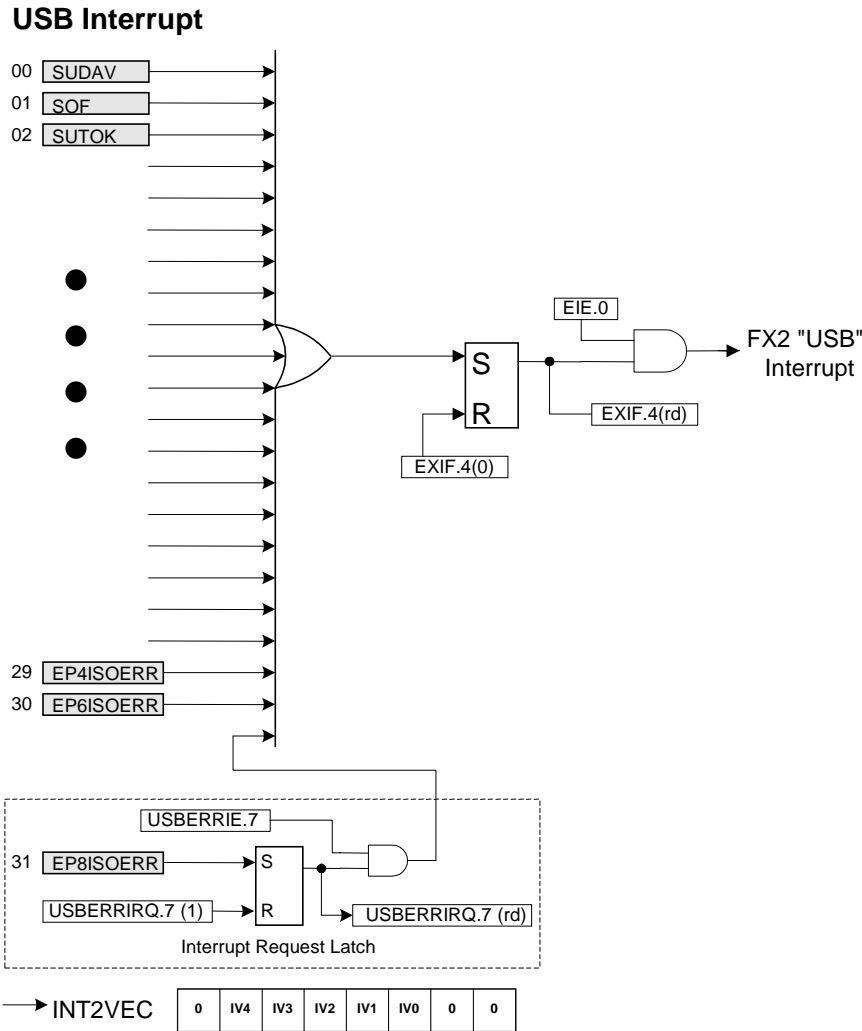 USB Interrupt
00 SUDAV
01 SOF
02 SUTOK
EIE.0
FX2 "USB"
Interrupt
S
R
EXIF.4(rd)
EXIF.4(0)
29 EP4ISOERR
30 EP6ISOERR
USBERRIE.7
31 EP8ISOERR
S
USBERRIRQ.7 (1)
R
USBERRIRQ.7 (rd)
Interrupt Request Latch
INT2VEC 0 IV4 IV3 IV2 IV1 IV0 0 0